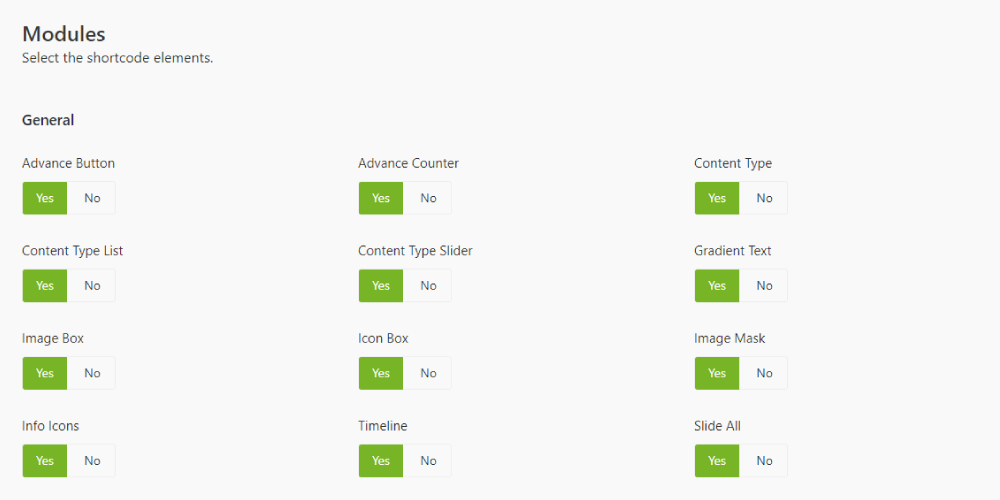 Modules
Select the shortcode elements.
General
Advance Button Advance Counter Content Type
Yes No Yes No Yes No
Content Type List Content Type Slider Gradient Text
Yes No Yes No Yes No
Image Box Icon Box Image Mask
Yes No Yes No Yes No
Info Icons Timeline Slide All
Yes No Yes No Yes No